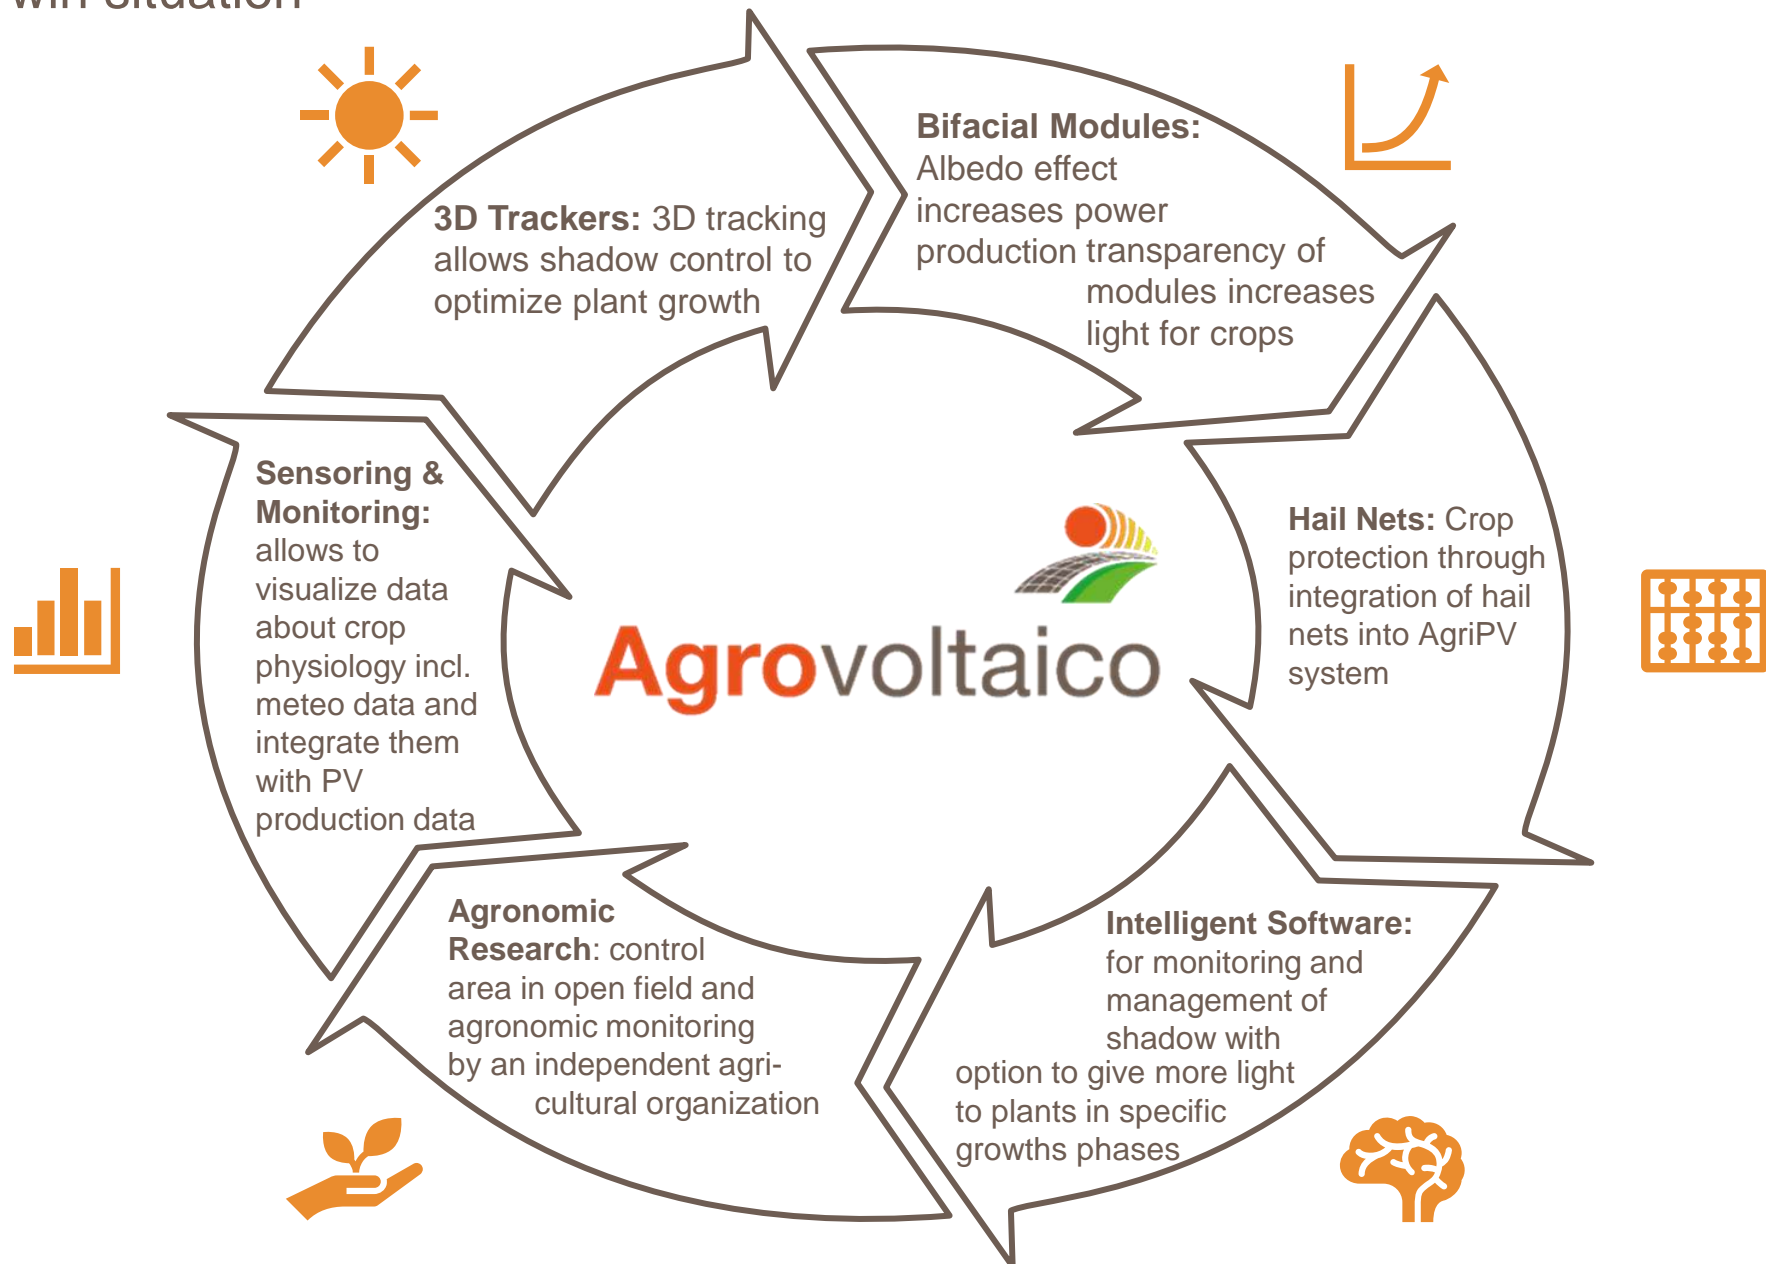 win situation
3D Trackers: 3D tracking
allows shadow control to
optimize plant growth
Bifacial Modules:
Albedo effect
increases power
production transparency of
modules increases
light for crops
Hail Nets: Crop
protection through
integration of hail
nets into AgriPV
system
Intelligent Software:
for monitoring and
management of
shadow with
option to give more light
to plants in specific
growths phases
Agronomic
Research: control
area in open field and
agronomic monitoring
by an independent agri-
cultural organization
Sensoring &
Monitoring:
allows to
visualize data
about crop
physiology incl.
meteo data and
integrate them
with PV
production data
Agrovoltaico